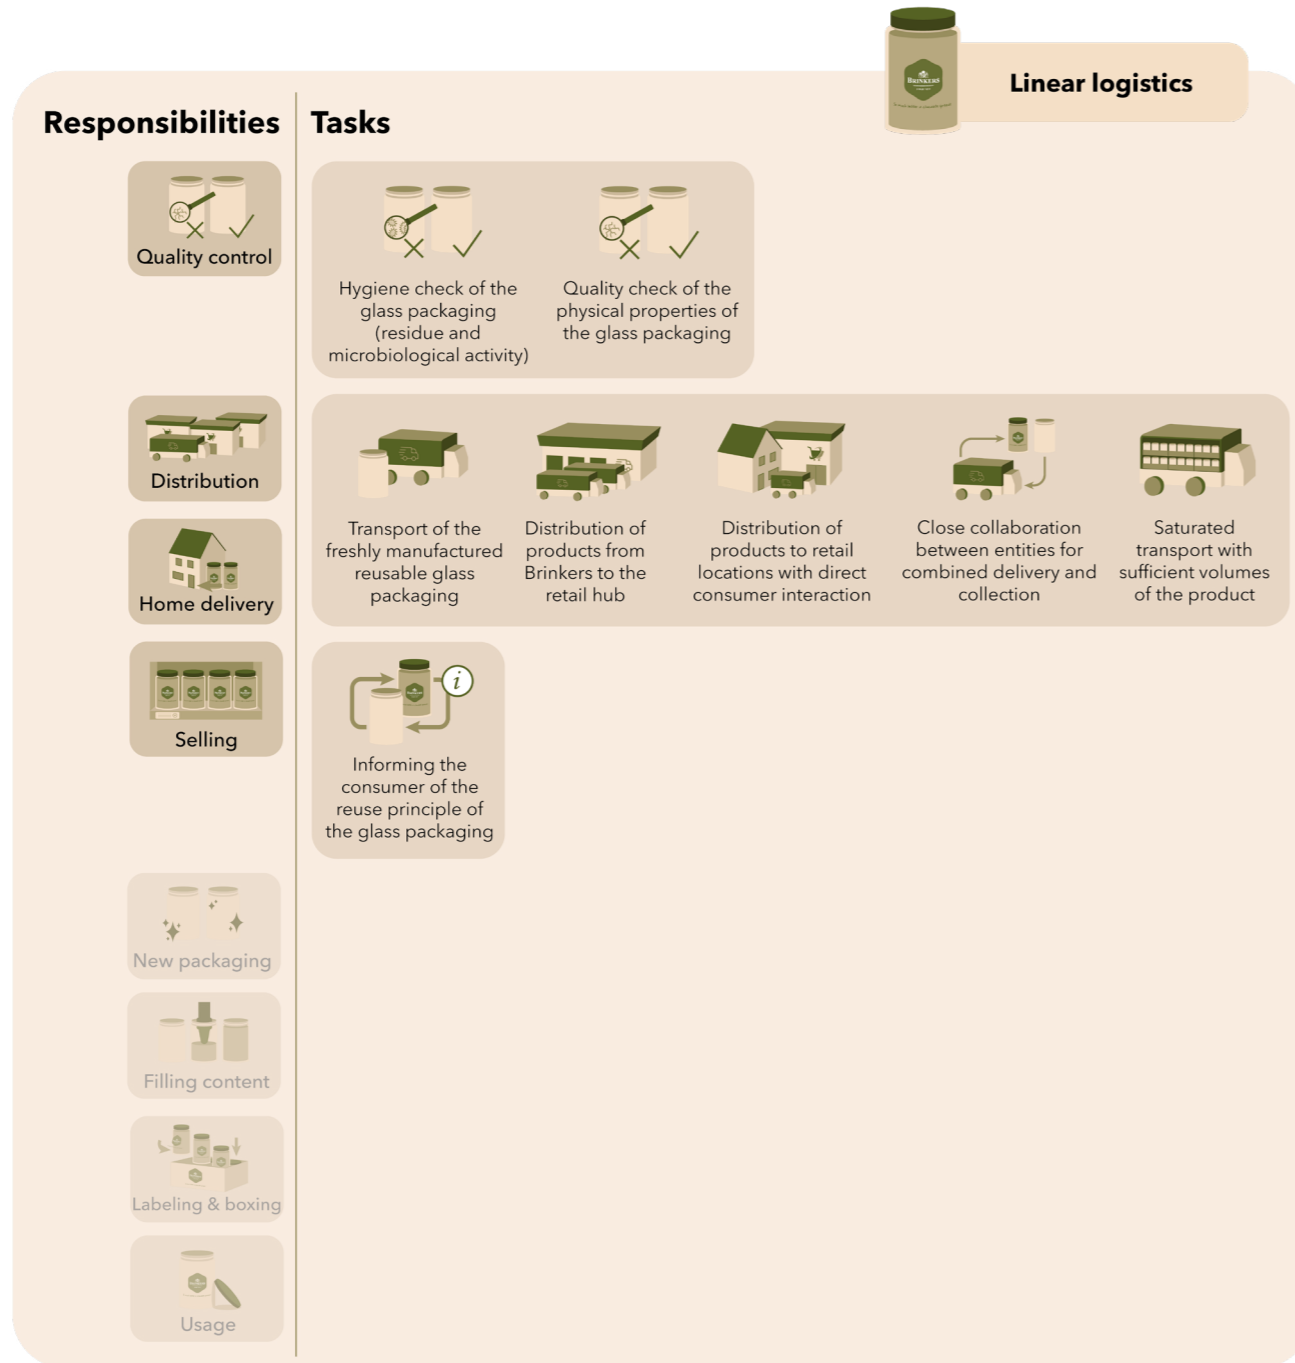 Linear logistics
Responsibilities
Tasks
BRINKERS
Quality control
Hygiene check of the
glass packaging
(residue and
microbiological activity)
Quality check of the
physical properties of
the glass packaging
Distribution
Home delivery
Transport of the
freshly manufactured
reusable glass
packaging
Distribution of
products from
Brinkers to the
retail hub
Distribution of
products to retail
locations with direct
consumer interaction
Close collaboration
between entities for
combined delivery and
collection
Saturated
transport with
sufficient volumes
of the product
Selling
i
Informing the
consumer of the
reuse principle of
the glass packaging
New packaging
Filling content
Labeling & boxing
Usage